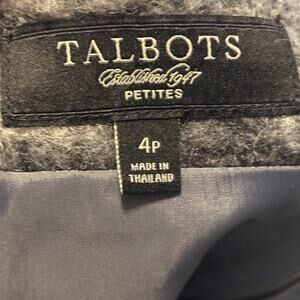 TALBOTS
Established 1947
PETITES
4P
MADE IN
THAILAND